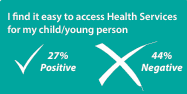 I find it easy to access Health Services
for my child/young person
27%
Positive
44%
Negative